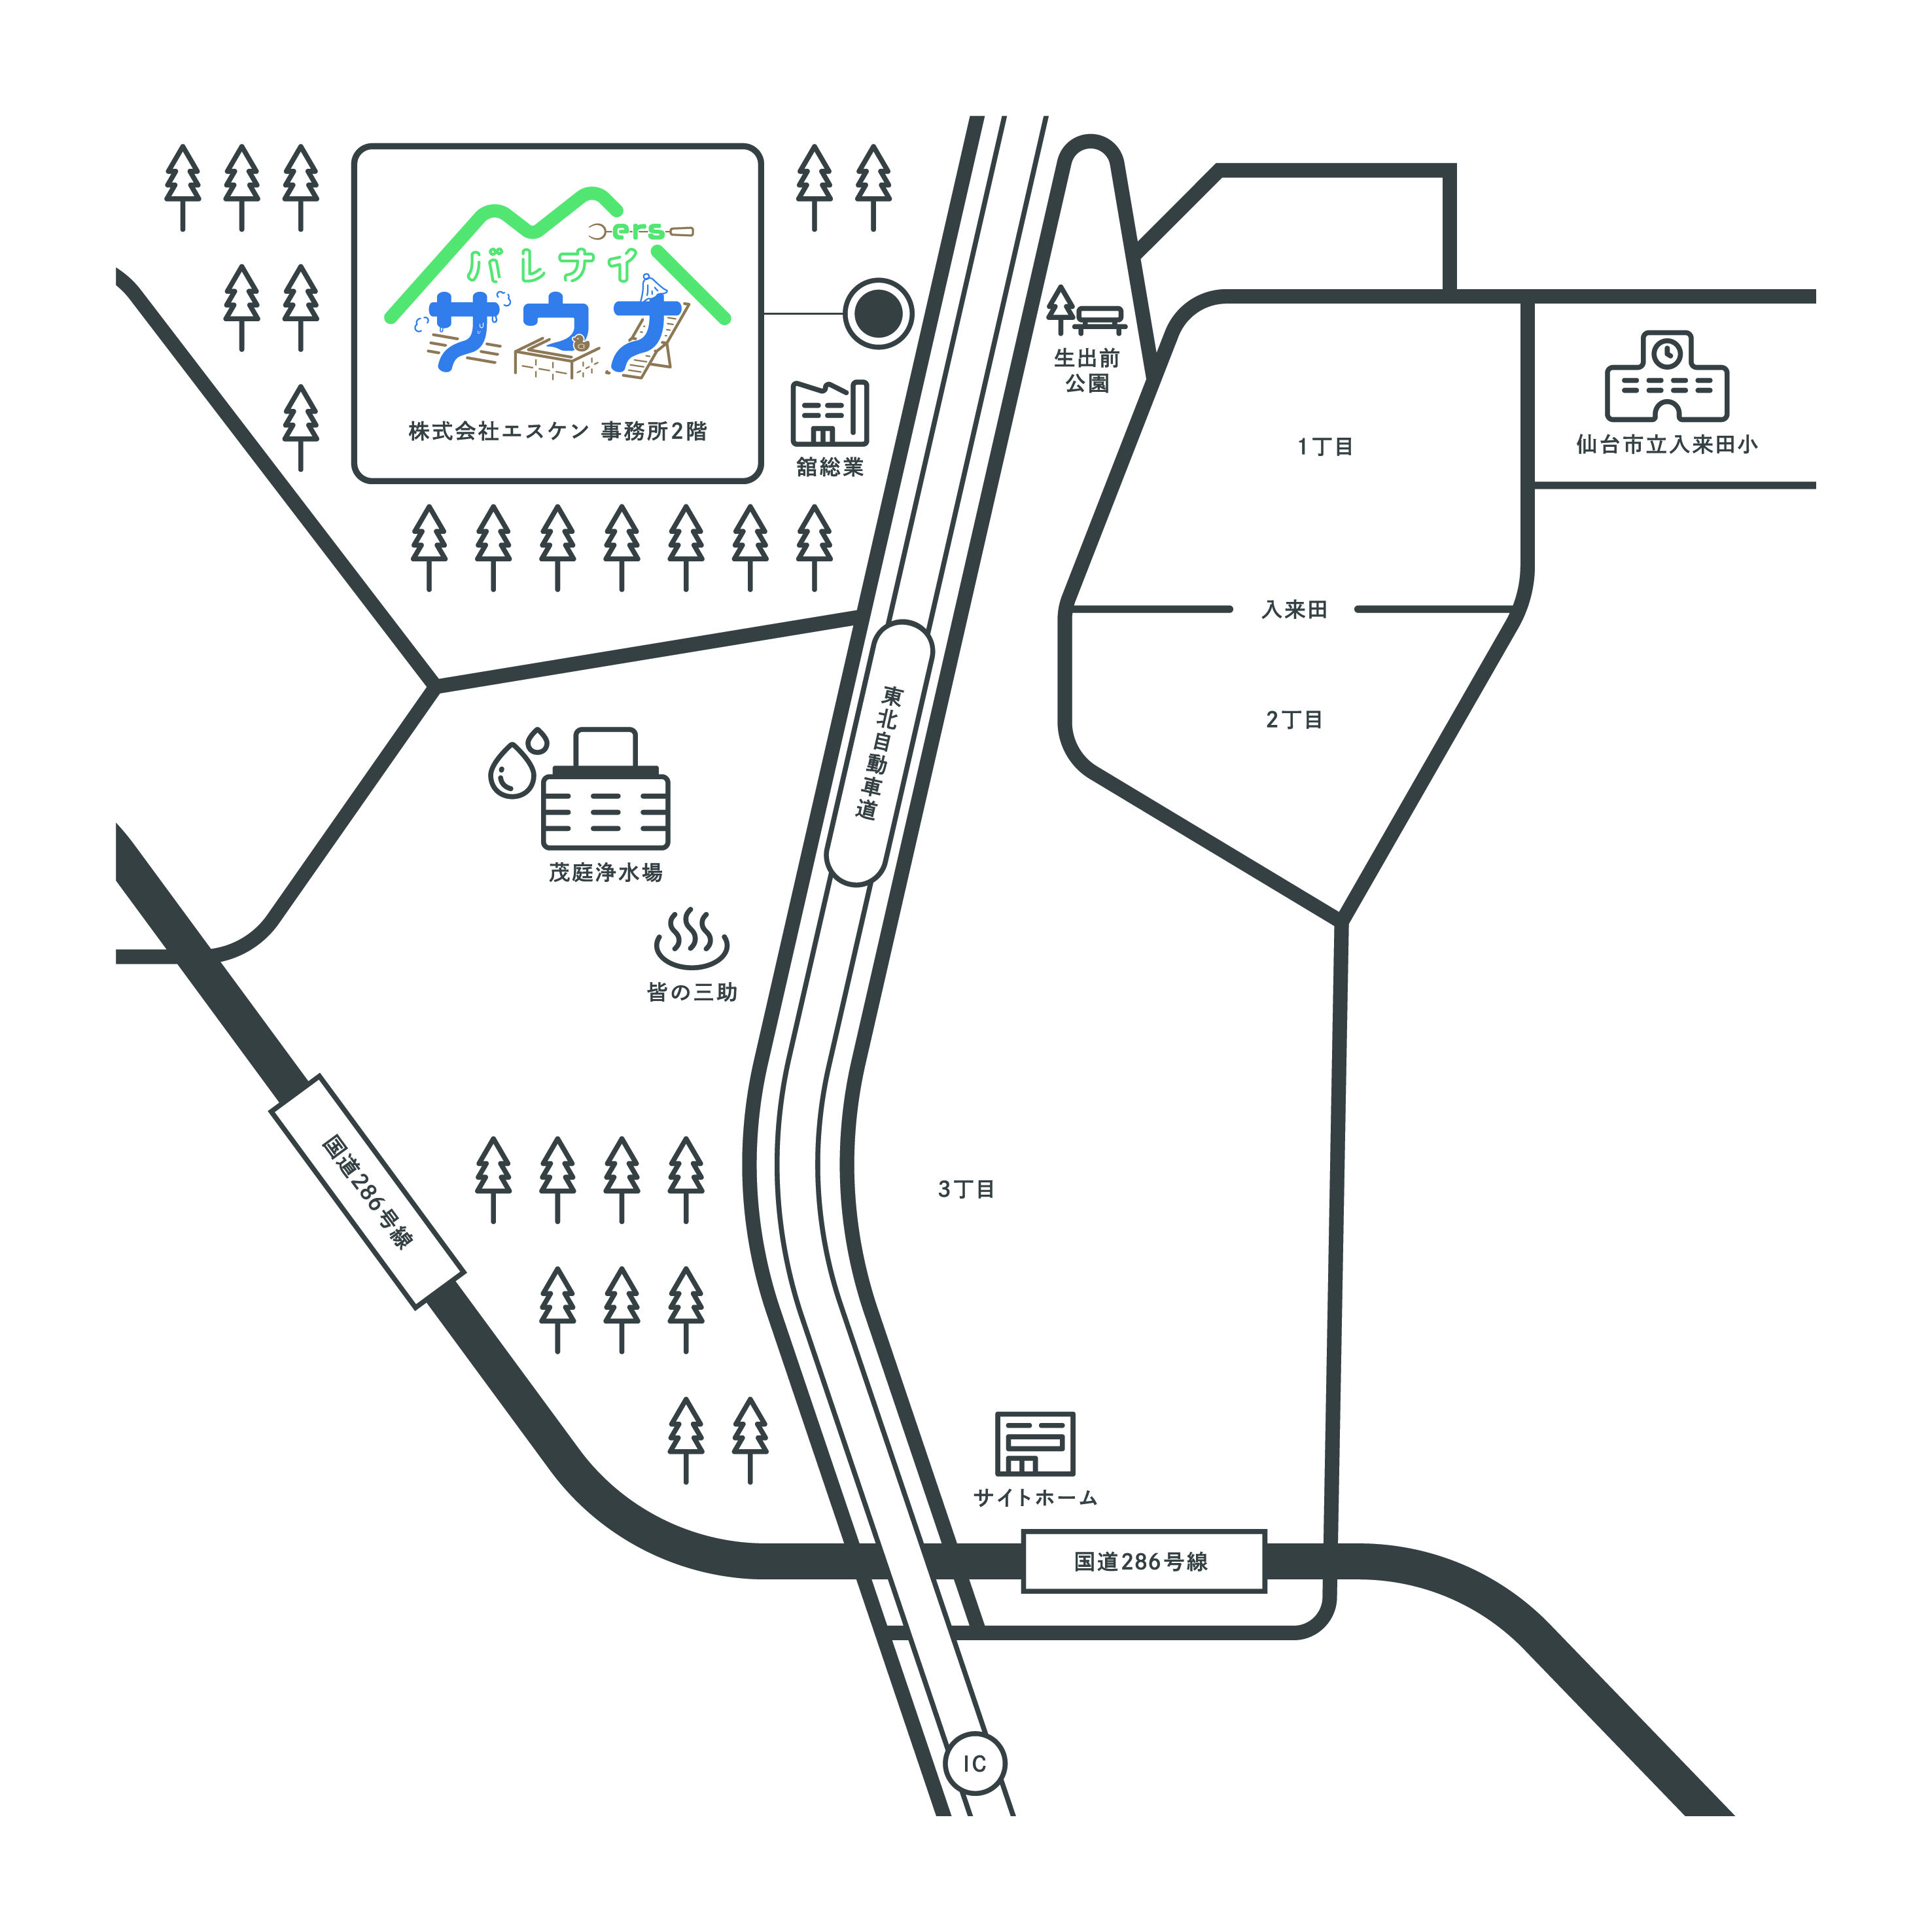 ers
バレナイ
サウナ
株式会社エスケン 事務所2階
舘総業
生出前
公園
1丁目
仙台市立入来田小
入来田
2丁目
東北自動車道
茂庭浄水場
皆の三助
国道286号線
3丁目
サイトホーム
国道286号線
IC